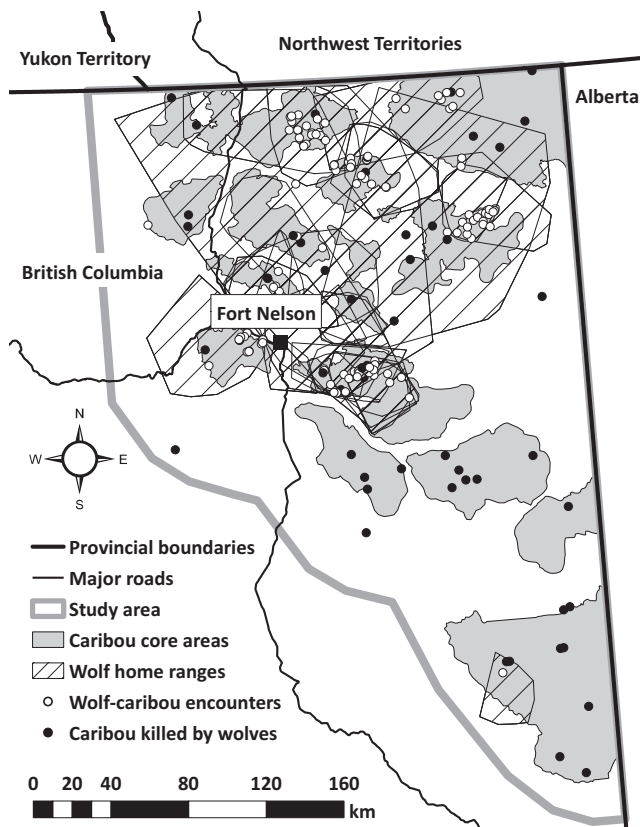 Northwest Territories
Yukon Territory
Alberta
British Columbia
Fort Nelson
N
W E
S
Provincial boundaries
Major roads
Study area
Caribou core areas
Wolf home ranges
Wolf-caribou encounters
Caribou killed by wolves
0 20 40 80 120 160
km